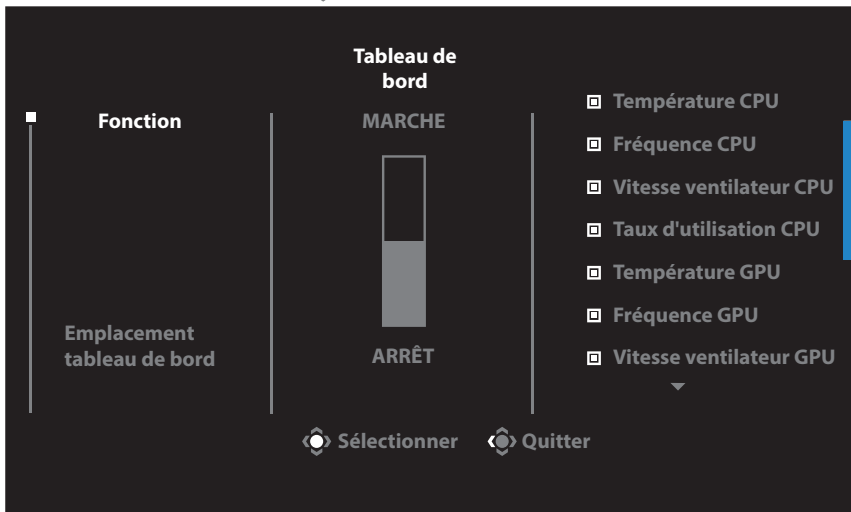 Tableau de
bord
Fonction
MARCHE
Emplacement
tableau de bord
ARRÊT
Température CPU
Fréquence CPU
Vitesse ventilateur CPU
Taux d'utilisation CPU
Température GPU
Fréquence GPU
Vitesse ventilateur GPU
Sélectionner
Quitter